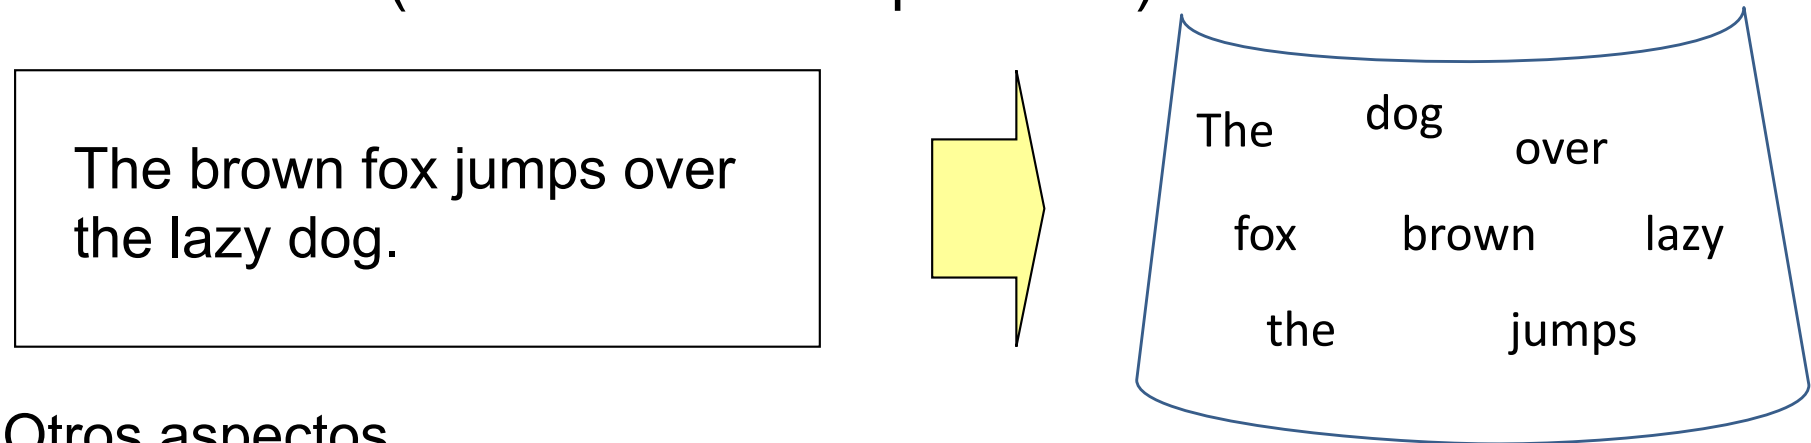 The brown fox jumps over
the lazy dog.
The dog over
fox brown lazy
the jumps
Otros aspectos